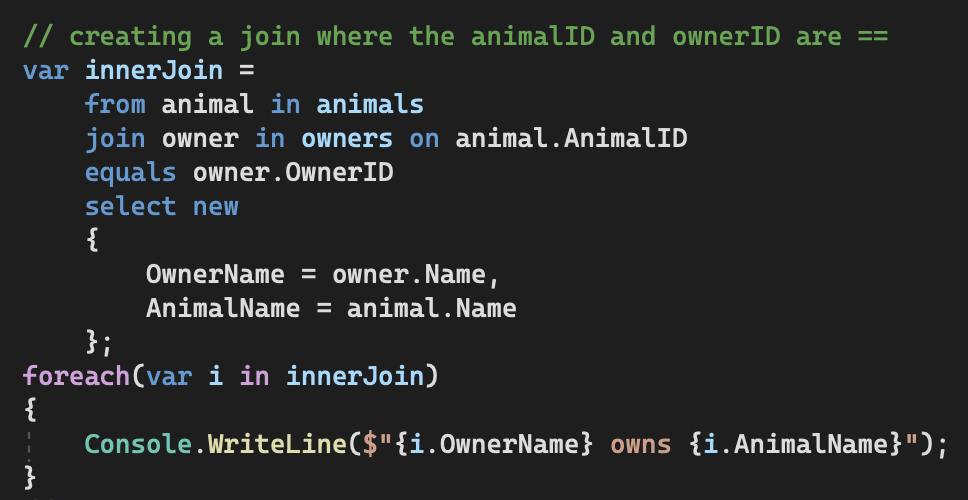 // creating a join where the animalID and ownerID are ==
var innerJoin =
    from animal in animals
    join owner in owners on animal.AnimalID
    equals owner.OwnerID
    select new
    {
        OwnerName = owner.Name,
        AnimalName = animal.Name
    };
foreach(var i in innerJoin)
{
    Console.WriteLine($"{i.OwnerName} owns {i.AnimalName}");
}